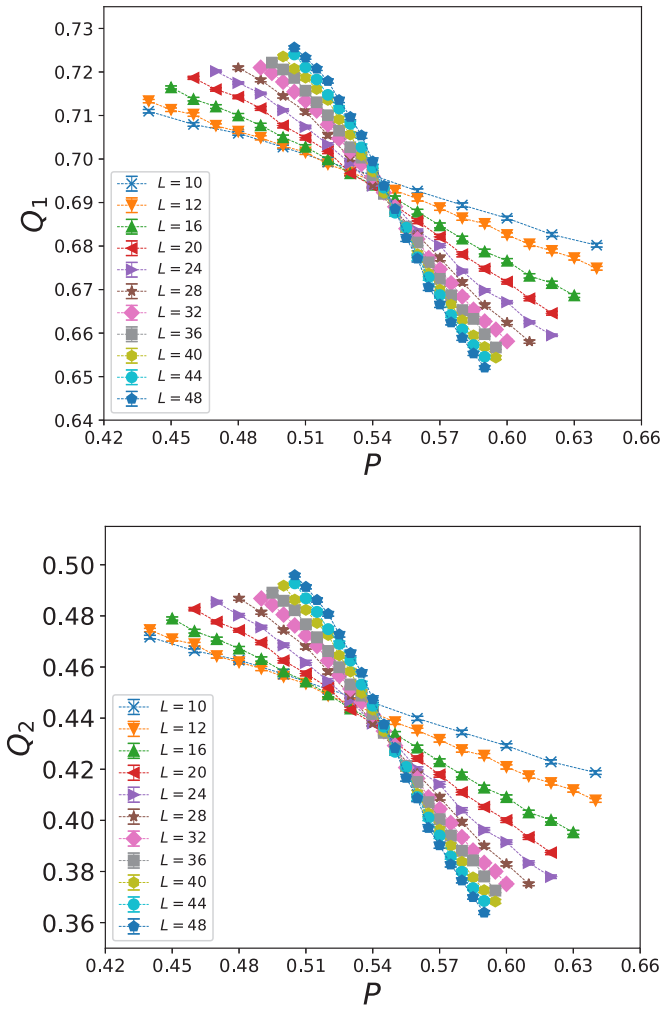 0.73
0.72
0.71
0.70
0.69
0.68
0.67
0.66
0.65
0.64
Q1
L = 10
L = 12
L = 16
L = 20
L = 24
L = 28
L = 32
L = 36
L = 40
L = 44
L = 48
0.42 0.45 0.48 0.51 0.54 0.57 0.60 0.63 0.66
P
0.50
0.48
0.46
0.44
0.42
0.40
0.38
0.36
Q2
L = 10
L = 12
L = 16
L = 20
L = 24
L = 28
L = 32
L = 36
L = 40
L = 44
L = 48
0.42 0.45 0.48 0.51 0.54 0.57 0.60 0.63 0.66
P